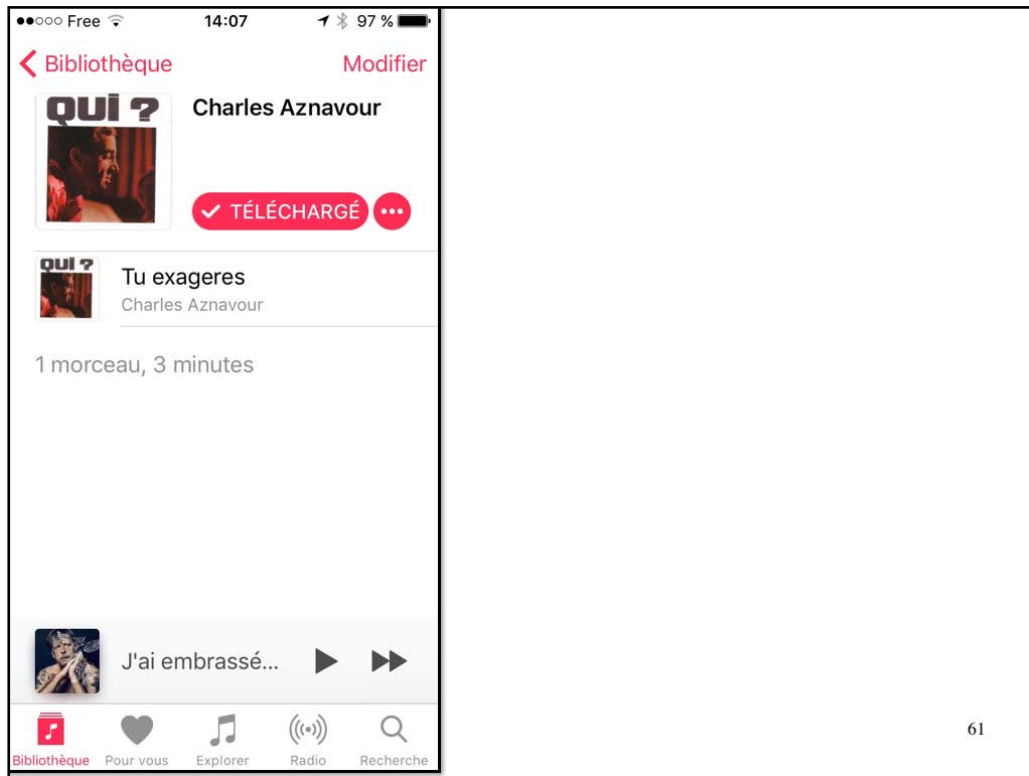 Free 14:07 97 %
Bibliothèque Modifier
QUI ?
Charles Aznavour
TÉLÉCHARGÉ
QUI ?
Tu exageres
Charles Aznavour
1 morceau, 3 minutes
J'ai embrassé...
Bibliothèque Pour vous Explorer Radio Recherche
61